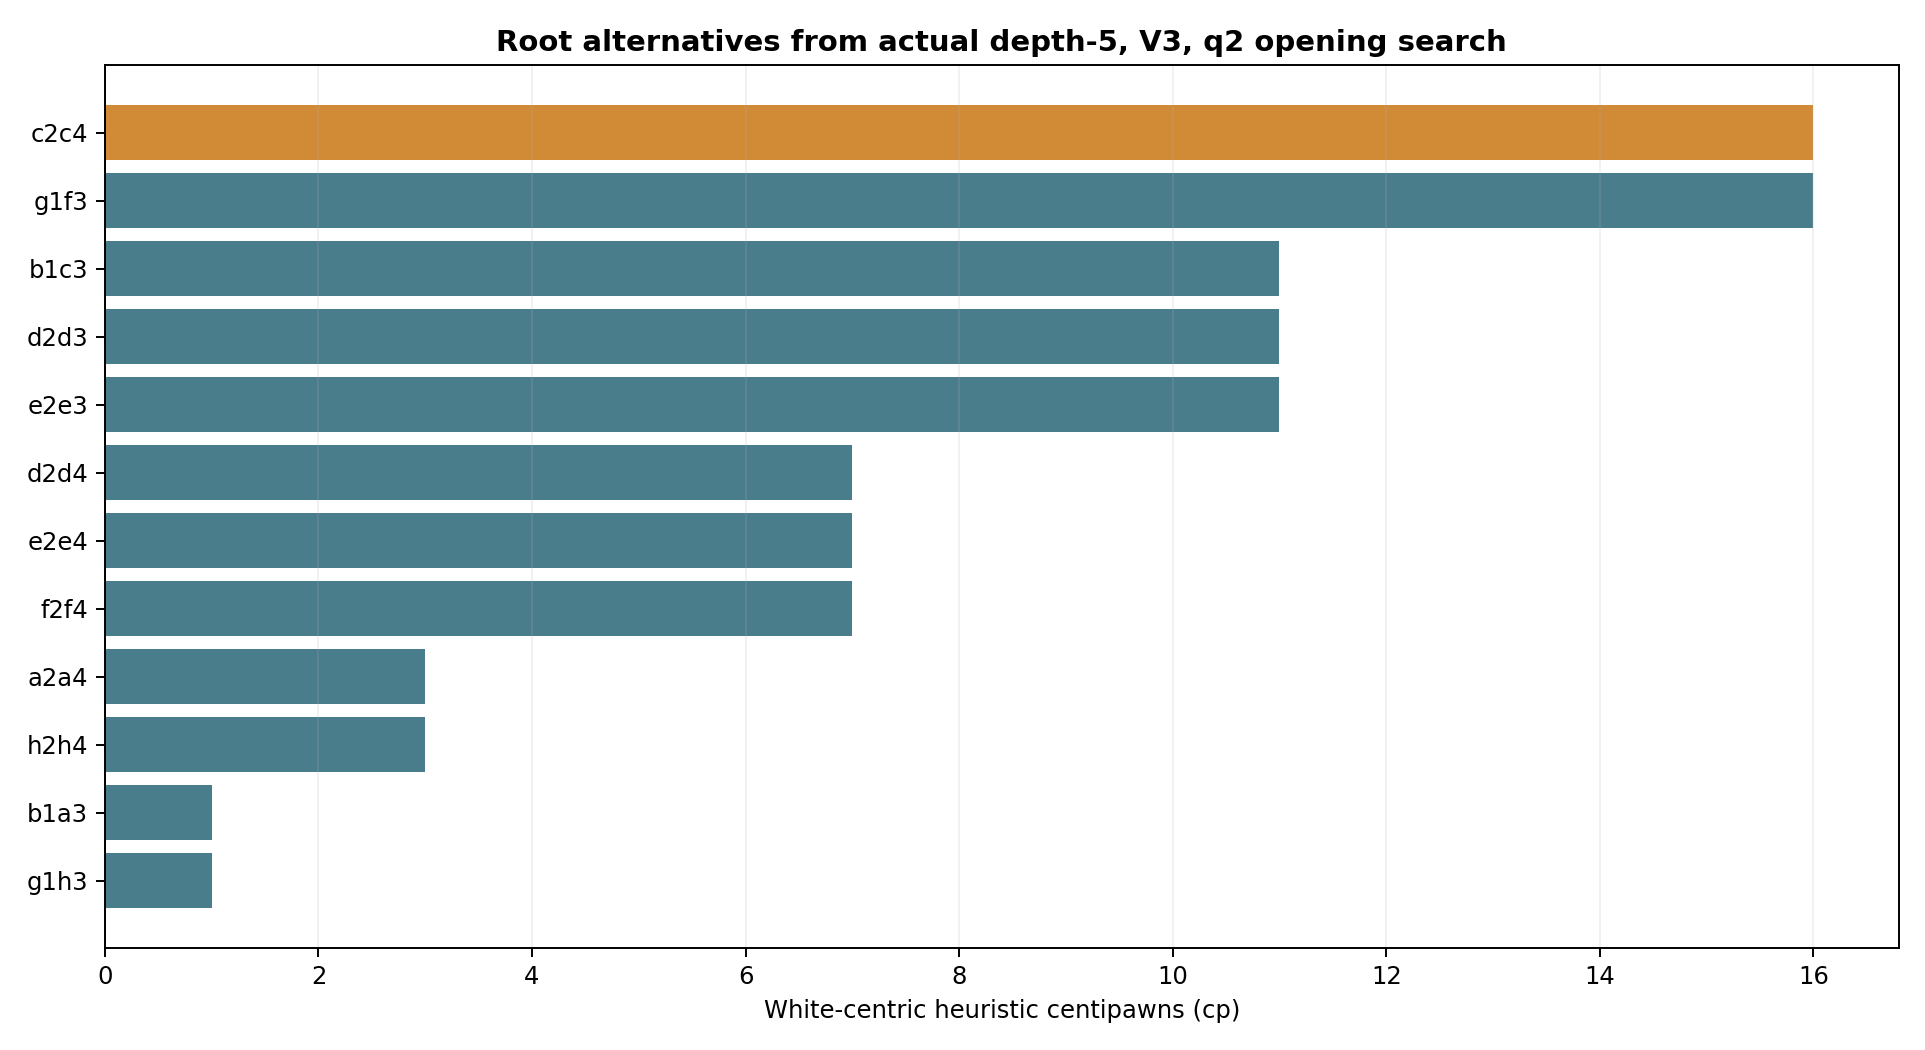 Root alternatives from actual depth-5, V3, q2 opening search
c2c4
g1f3
b1c3
d2d3
e2e3
d2d4
e2e4
f2f4
a2a4
h2h4
b1a3
g1h3
0 2 4 6 8 10 12 14 16
White-centric heuristic centipawns (cp)